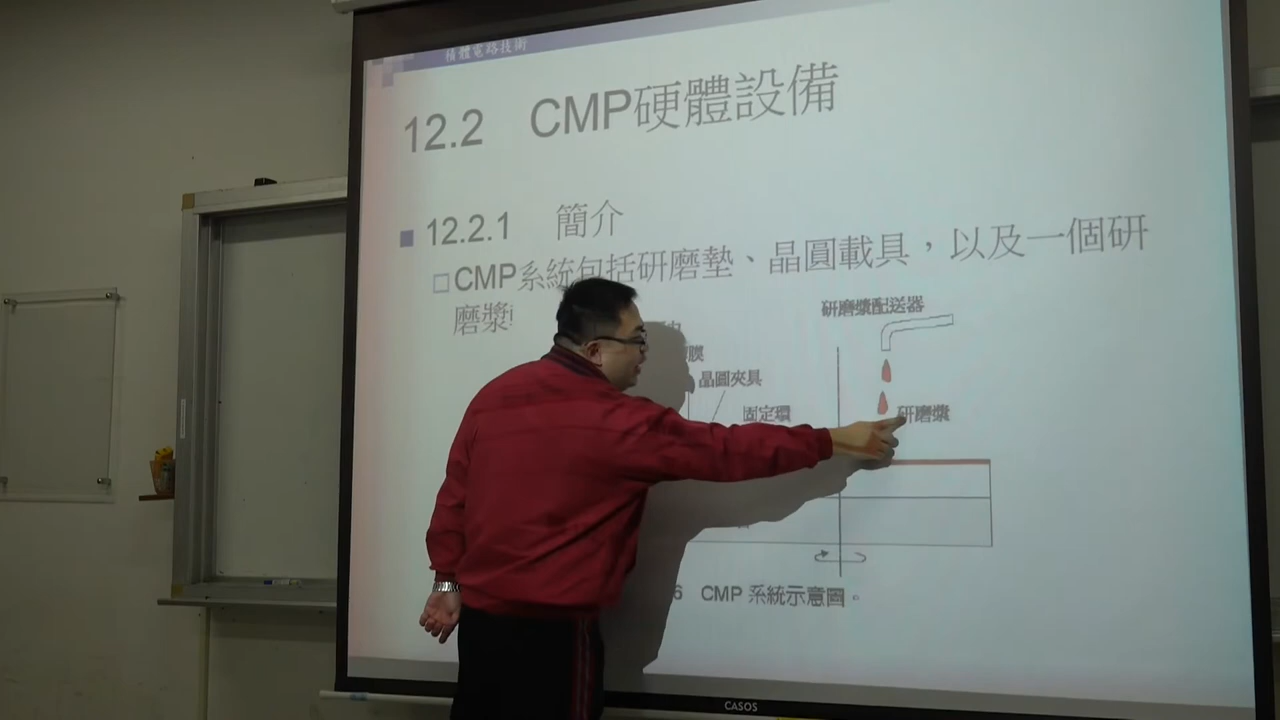 積體電路技術
12.2 CMP硬體設備
12.2.1 簡介
CMP系統包括研磨墊、晶圓載具，以及一個研
磨漿
研磨漿配送器
膜
晶圓夾具
固定環
研磨漿
6 CMP 系統示意圖。
CASOS